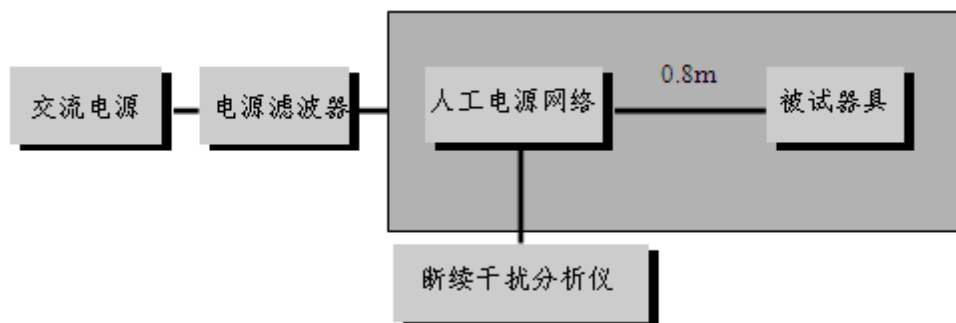 0.8m
交流电源
电源滤波器
人工电源网络
被试器具
断续干扰分析仪